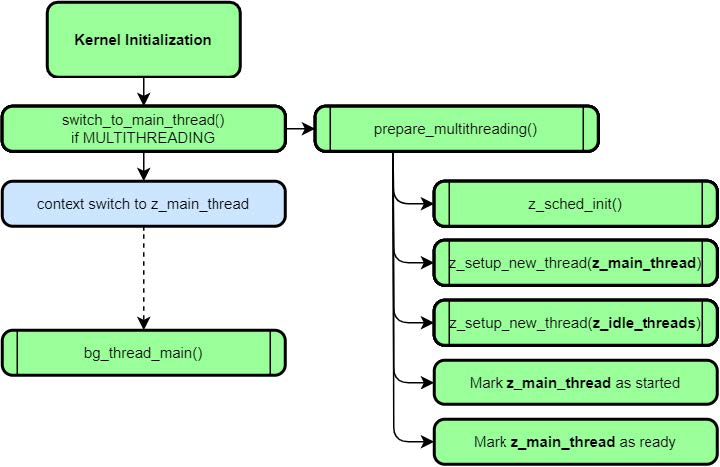 Kernel Initialization
switch_to_main_thread()
if MULTITHREADING
prepare_multithreading()
context switch to z_main_thread
z_sched_init()
z_setup_new_thread(z_main_thread)
z_setup_new_thread(z_idle_threads)
bg_thread_main()
Mark z_main_thread as started
Mark z_main_thread as ready